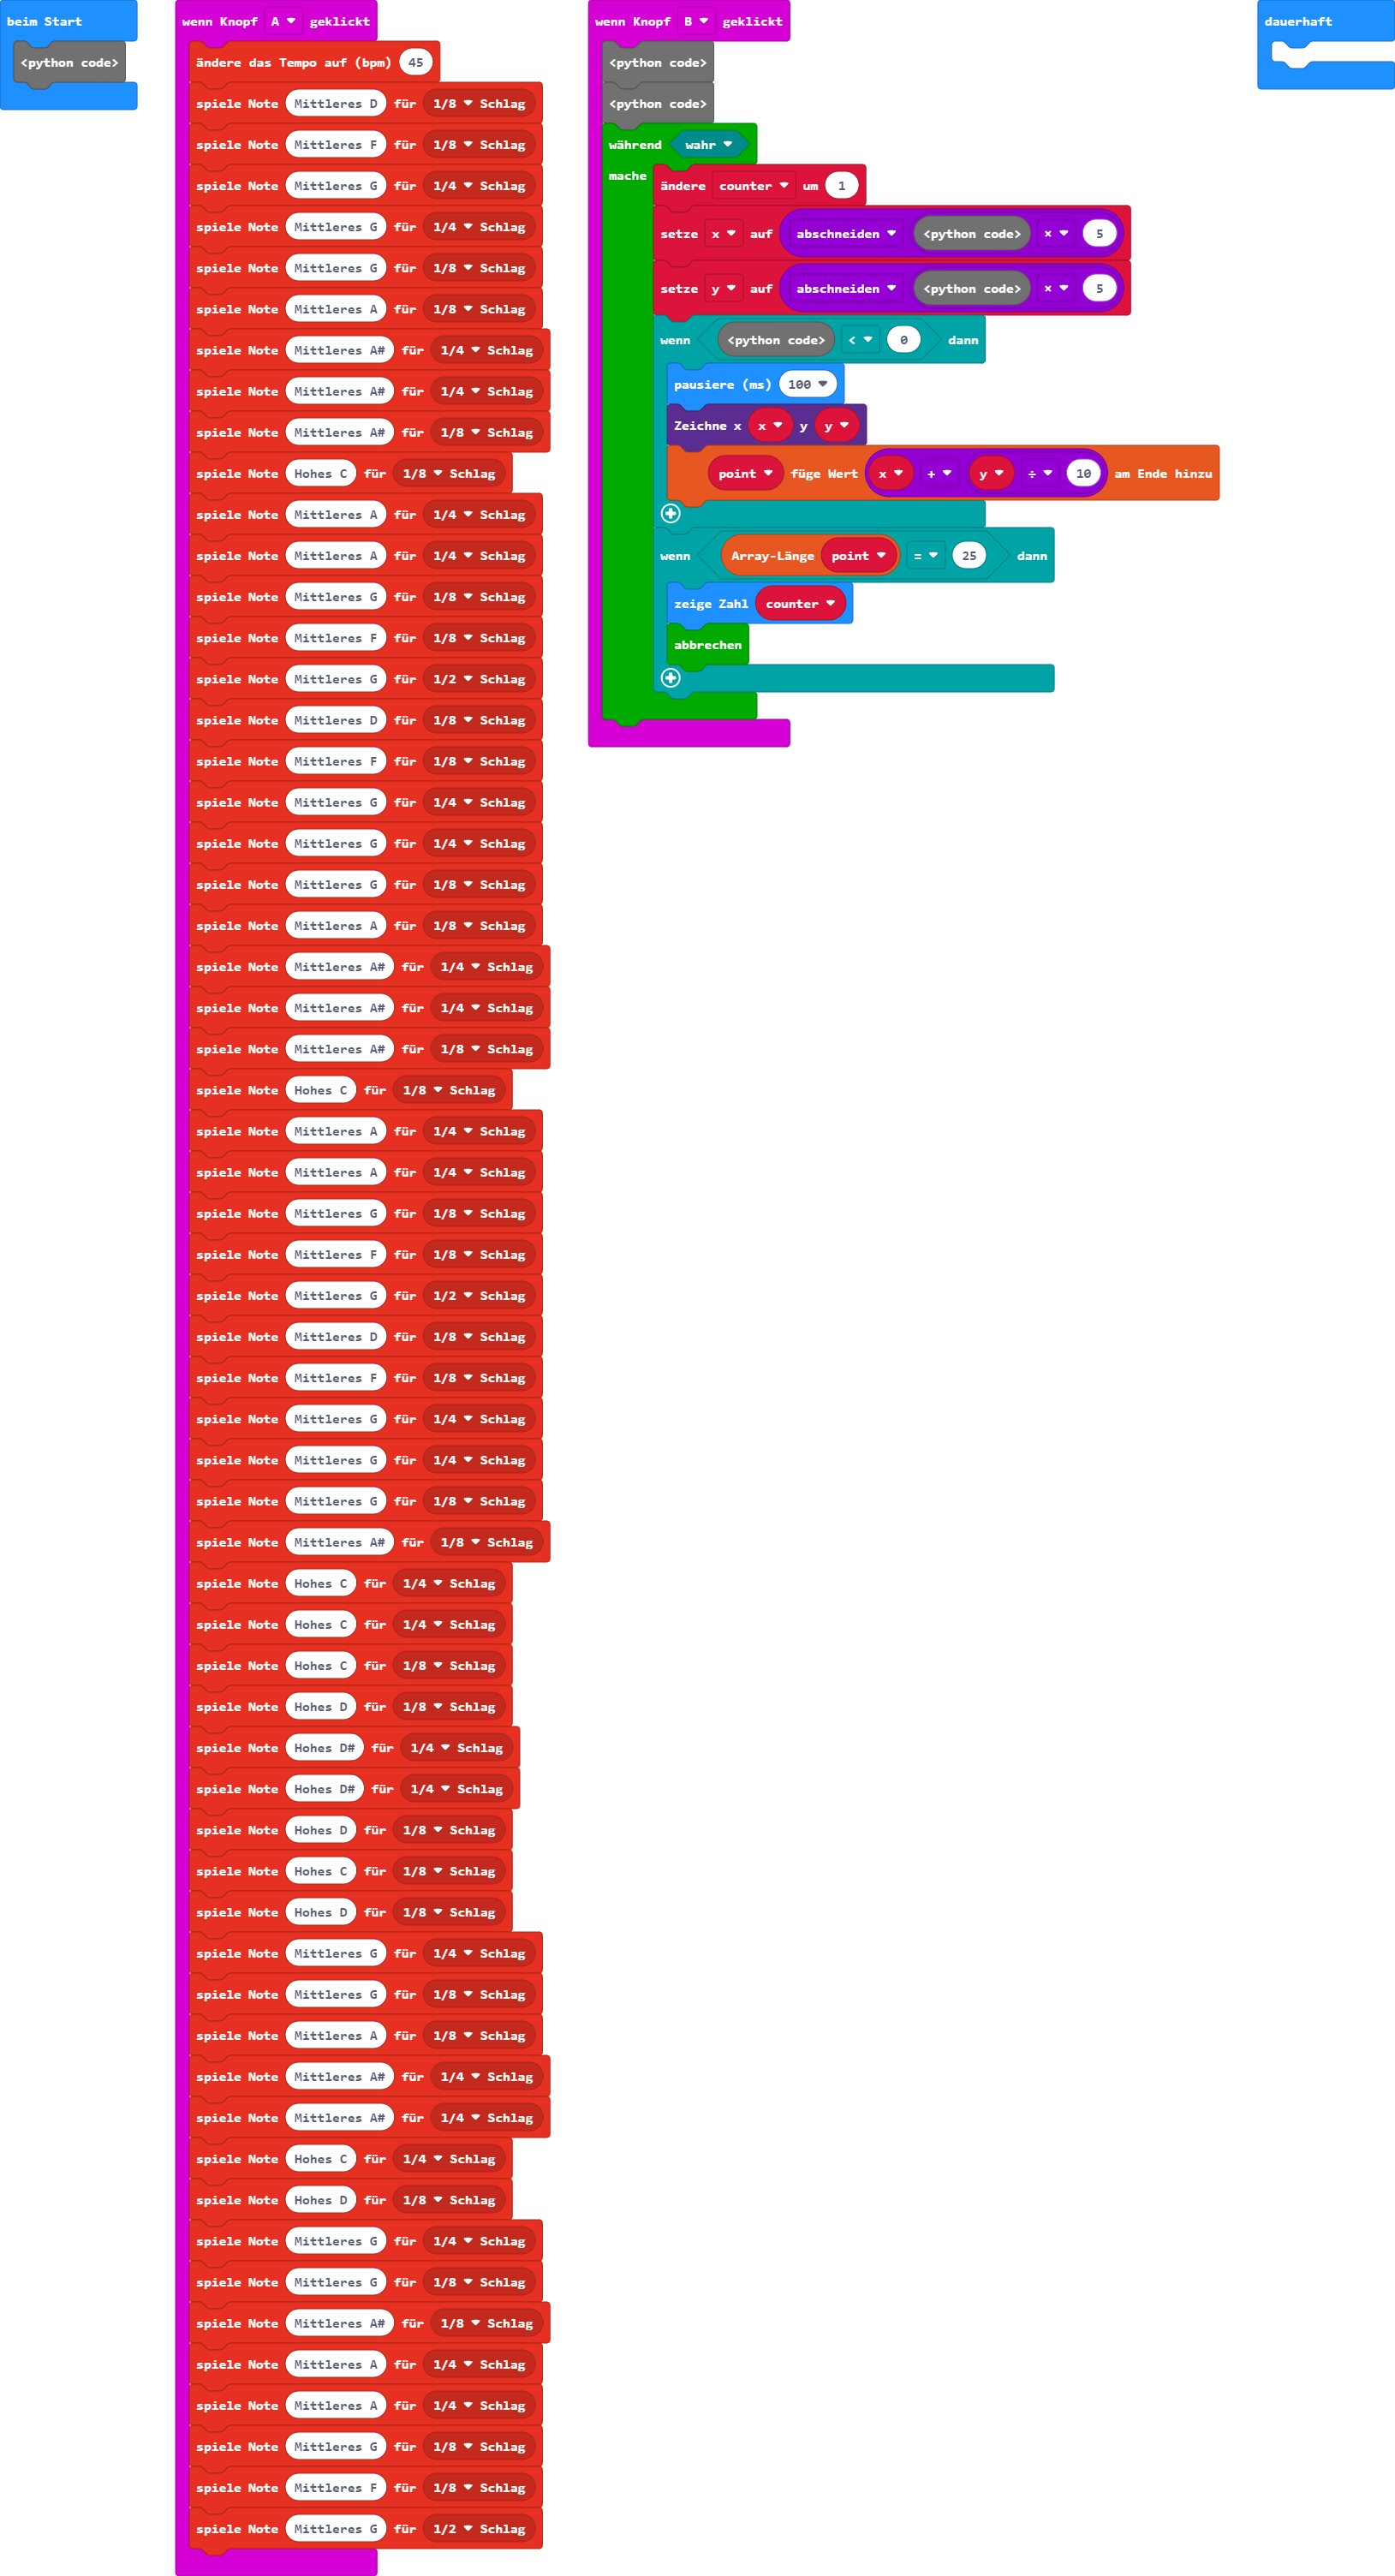 beim Start
<python code>
wenn Knopf A geklickt
ändere das Tempo auf (bpm) 45
spiele Note Mittleres D für 1/8 Schlag
spiele Note Mittleres F für 1/8 Schlag
spiele Note Mittleres G für 1/4 Schlag
spiele Note Mittleres G für 1/4 Schlag
spiele Note Mittleres G für 1/8 Schlag
spiele Note Mittleres A für 1/8 Schlag
spiele Note Mittleres A# für 1/4 Schlag
spiele Note Mittleres A# für 1/4 Schlag
spiele Note Mittleres A# für 1/8 Schlag
spiele Note Hohes C für 1/8 Schlag
spiele Note Mittleres A für 1/4 Schlag
spiele Note Mittleres A für 1/4 Schlag
spiele Note Mittleres G für 1/8 Schlag
spiele Note Mittleres F für 1/8 Schlag
spiele Note Mittleres G für 1/2 Schlag
spiele Note Mittleres D für 1/8 Schlag
spiele Note Mittleres F für 1/8 Schlag
spiele Note Mittleres G für 1/4 Schlag
spiele Note Mittleres G für 1/4 Schlag
spiele Note Mittleres G für 1/8 Schlag
spiele Note Mittleres A für 1/8 Schlag
spiele Note Mittleres A# für 1/4 Schlag
spiele Note Mittleres A# für 1/4 Schlag
spiele Note Mittleres A# für 1/8 Schlag
spiele Note Hohes C für 1/8 Schlag
spiele Note Mittleres A für 1/4 Schlag
spiele Note Mittleres A für 1/4 Schlag
spiele Note Mittleres G für 1/8 Schlag
spiele Note Mittleres F für 1/8 Schlag
spiele Note Mittleres G für 1/2 Schlag
spiele Note Mittleres D für 1/8 Schlag
spiele Note Mittleres F für 1/8 Schlag
spiele Note Mittleres G für 1/4 Schlag
spiele Note Mittleres G für 1/4 Schlag
spiele Note Mittleres G für 1/8 Schlag
spiele Note Mittleres A# für 1/8 Schlag
spiele Note Hohes C für 1/4 Schlag
spiele Note Hohes C für 1/4 Schlag
spiele Note Hohes C für 1/8 Schlag
spiele Note Hohes D für 1/8 Schlag
spiele Note Hohes D# für 1/4 Schlag
spiele Note Hohes D# für 1/4 Schlag
spiele Note Hohes D für 1/8 Schlag
spiele Note Hohes C für 1/8 Schlag
spiele Note Hohes D für 1/8 Schlag
spiele Note Mittleres G für 1/4 Schlag
spiele Note Mittleres G für 1/8 Schlag
spiele Note Mittleres A für 1/8 Schlag
spiele Note Mittleres A# für 1/4 Schlag
spiele Note Mittleres A# für 1/4 Schlag
spiele Note Hohes C für 1/4 Schlag
spiele Note Hohes D für 1/8 Schlag
spiele Note Mittleres G für 1/4 Schlag
spiele Note Mittleres G für 1/8 Schlag
spiele Note Mittleres A# für 1/8 Schlag
spiele Note Mittleres A für 1/4 Schlag
spiele Note Mittleres A für 1/4 Schlag
spiele Note Mittleres G für 1/8 Schlag
spiele Note Mittleres F für 1/8 Schlag
spiele Note Mittleres G für 1/2 Schlag
wenn Knopf B geklickt
<python code>
<python code>
während wahr
mache
ändere counter um 1
setze x auf abschneiden <python code> × 5
setze y auf abschneiden <python code> × 5
wenn <python code> < 0 dann
pausiere (ms) 100
Zeichne x x y y
point füge Wert x + y ÷ 10 am Ende hinzu
wenn Array-Länge point = 25 dann
zeige Zahl counter
abbrechen
dauerhaft